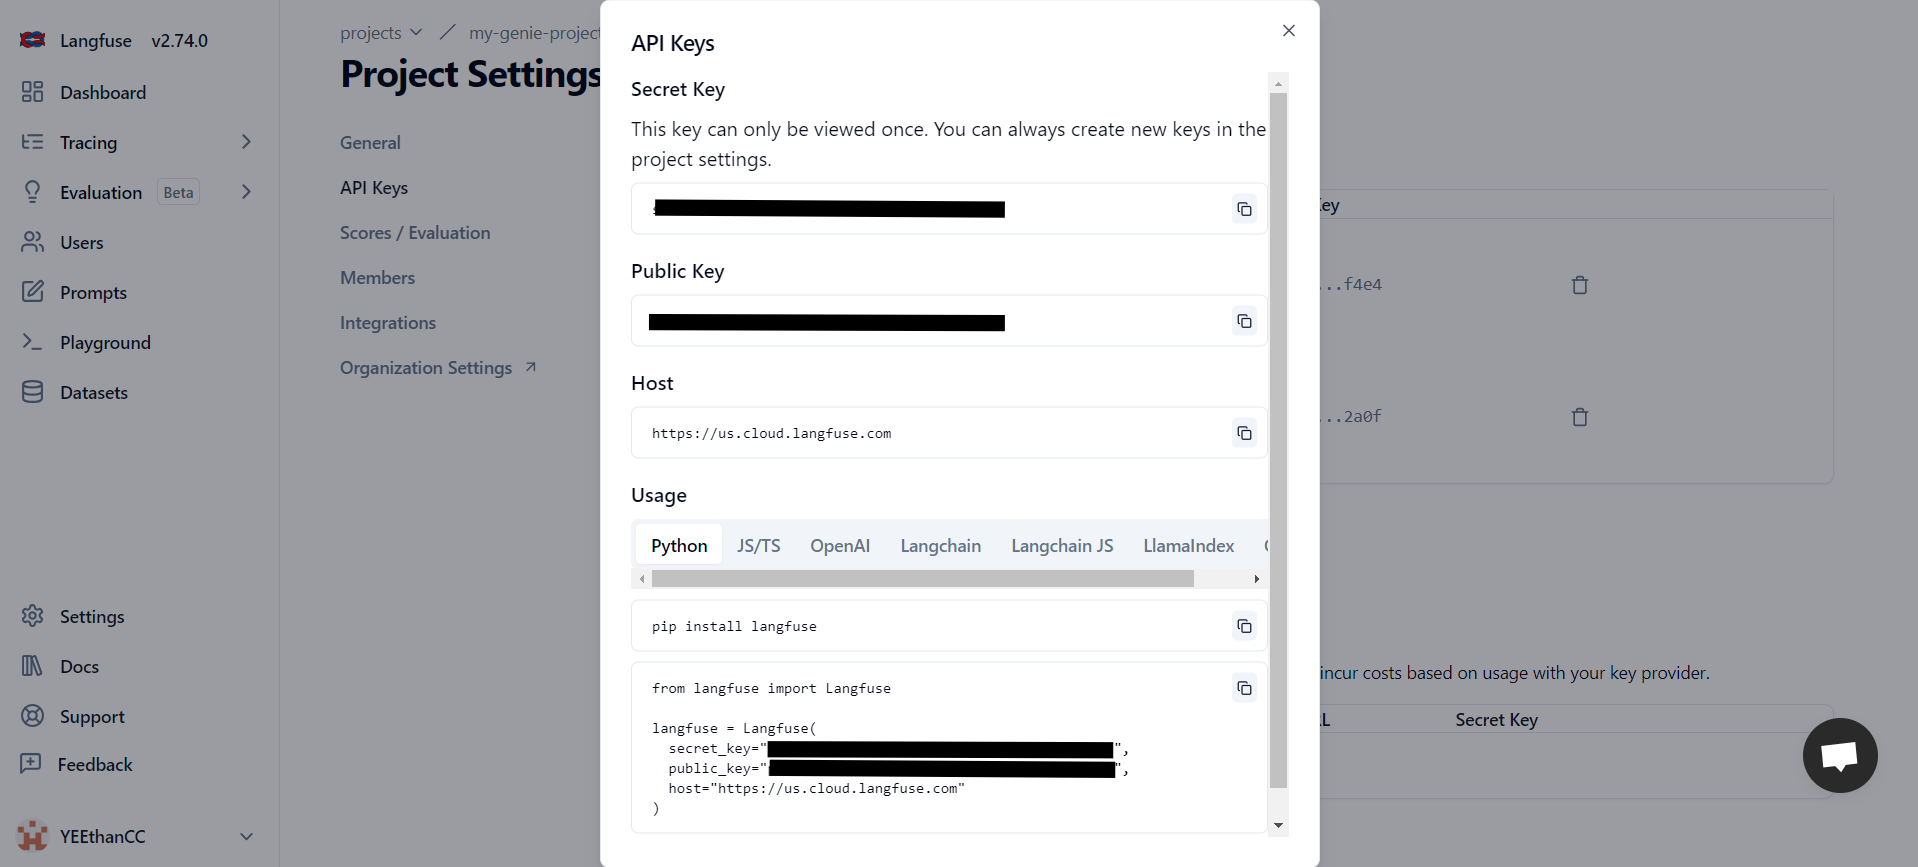 Langfuse v2.74.0
Dashboard
Tracing
Evaluation Beta
Users
Prompts
Playground
Datasets
Settings
Docs
Support
Feedback
YEEthanCC
projects / my-genie-project
Project Settings
General
API Keys
Scores / Evaluation
Members
Integrations
Organization Settings
API Keys
Secret Key
This key can only be viewed once. You can always create new keys in the
project settings.
Public Key
Host
https://us.cloud.langfuse.com
Usage
Python JS/TS OpenAI Langchain Langchain JS LlamaIndex
pip install langfuse
from langfuse import Langfuse
langfuse = Langfuse(
secret_key="",
public_key="",
host="https://us.cloud.langfuse.com"
)
...f4e4
...2a0f
incur costs based on usage with your key provider.
Secret Key